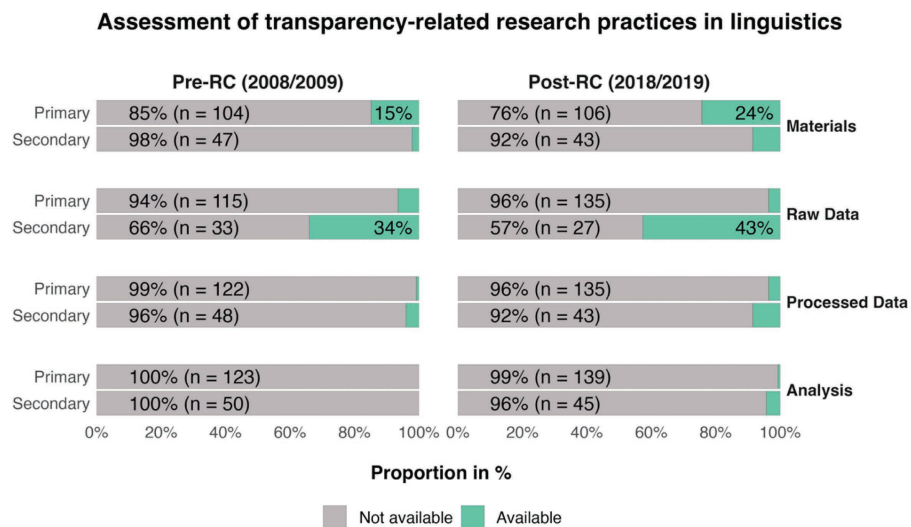 Assessment of transparency-related research practices in linguistics
Pre-RC (2008/2009) Post-RC (2018/2019)
Primary 85% (n = 104) 15% 76% (n = 106) 24%
Materials
Secondary 98% (n = 47) 92% (n = 43)
Primary 94% (n = 115) 96% (n = 135)
Raw Data
Secondary 66% (n = 33) 34% 57% (n = 27) 43%
Primary 99% (n = 122) 96% (n = 135)
Processed Data
Secondary 96% (n = 48) 92% (n = 43)
Primary 100% (n = 123) 99% (n = 139)
Analysis
Secondary 100% (n = 50) 96% (n = 45)
0% 20% 40% 60% 80% 100% 0% 20% 40% 60% 80% 100%
Proportion in %
Not available Available